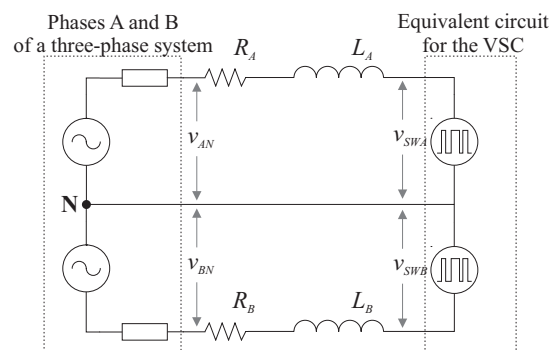 Phases A and B
of a three-phase system
Equivalent circuit
for the VSC
R_A
L_A
v_AN
v_SWA
N
v_BN
v_SWB
R_B
L_B